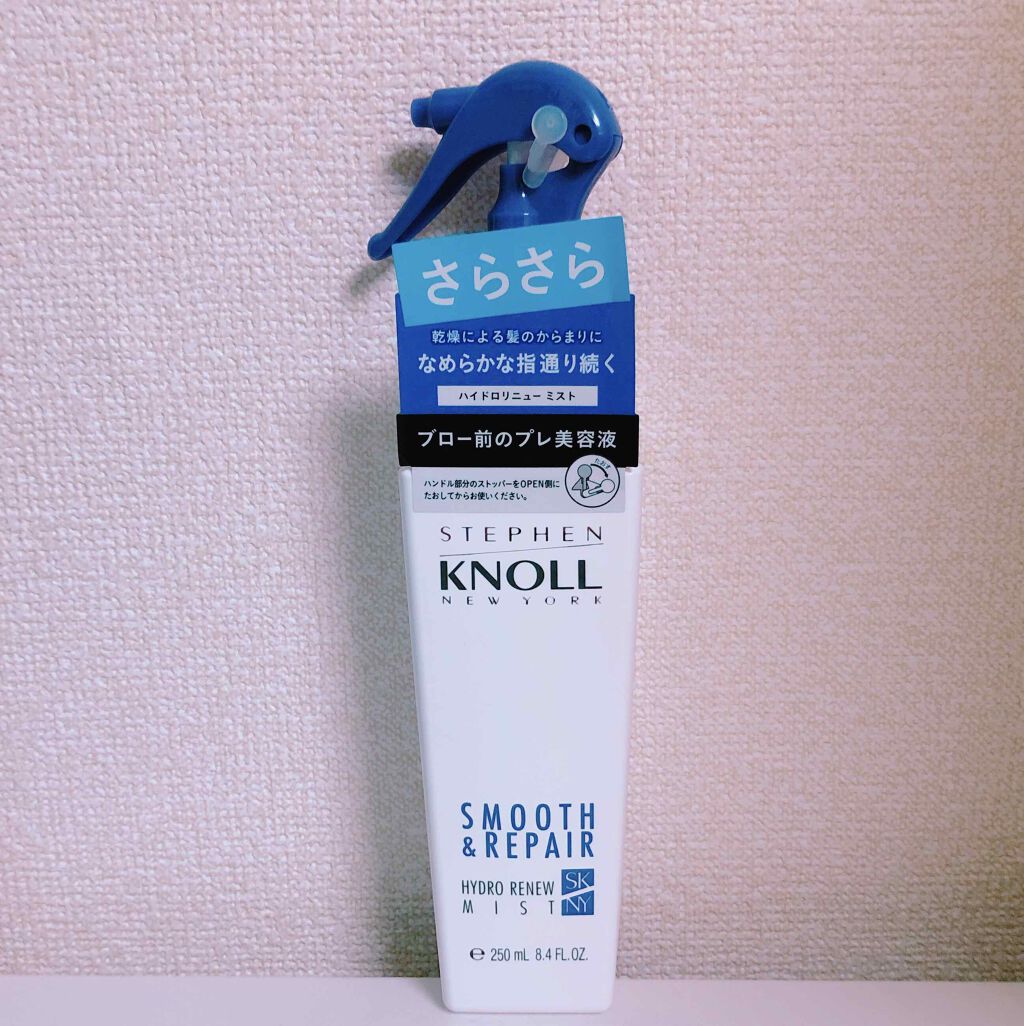 さらさら
乾燥による髪のからまりに
なめらかな指通り続く
ハイドロリニュー ミスト
ブロー前のプレ美容液
たおす
ハンドル部分のストッパーをOPEN側に
たおしてからお使いください。
STEPHEN
KNOLL
NEW YORK
SMOOTH
& REPAIR
HYDRO RENEW
MIST
SK
NY
℮ 250 mL 8.4 FL.OZ.